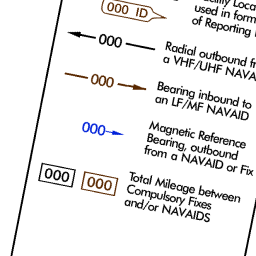 000 ID
used in form
of Reporting
000
Radial outbound
a VHF/UHF NAVA
000
Bearing inbound to
an LF/MF NAVAID
000
Magnetic Reference
Bearing, outbound
from a NAVAID or Fix
000 000
Total Mileage between
Compulsory Fixes
and/or NAVAIDS